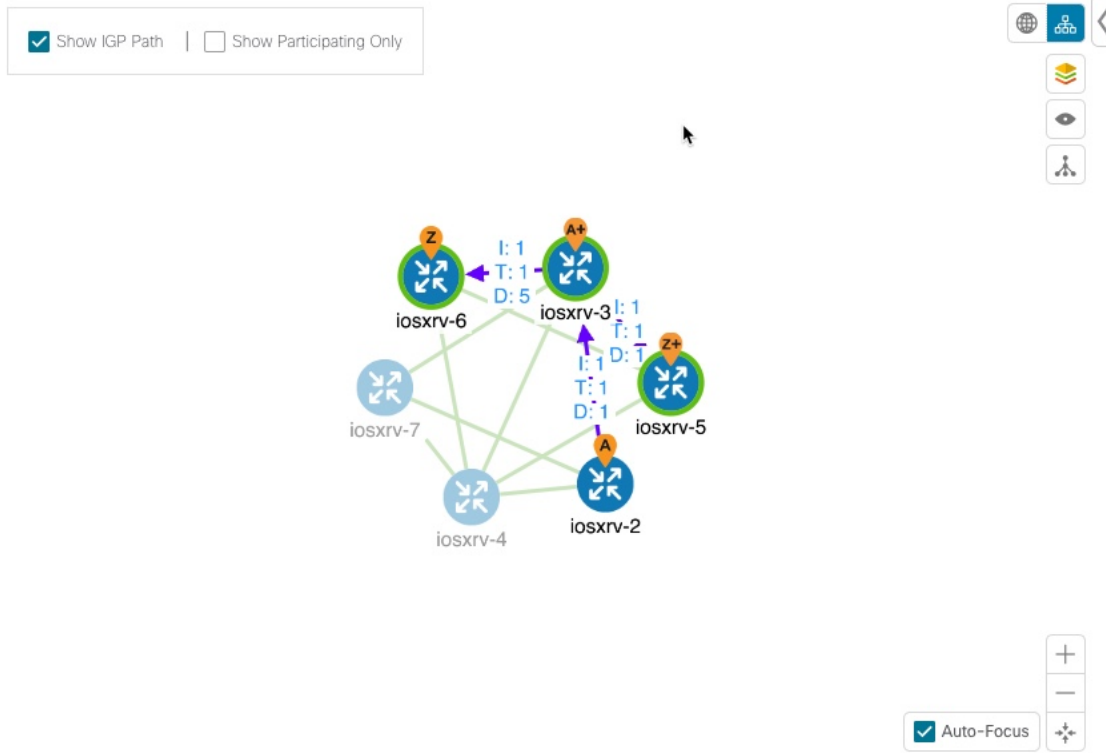 Show IGP Path | Show Participating Only
Z
A+
I: 1
T: 1
D: 5
iosxrv-6
iosxrv-3
I: 1
T: 1
D: 1
Z+
I: 1
T: 1
D: 1
iosxrv-5
iosxrv-7
A
iosxrv-2
iosxrv-4
Auto-Focus